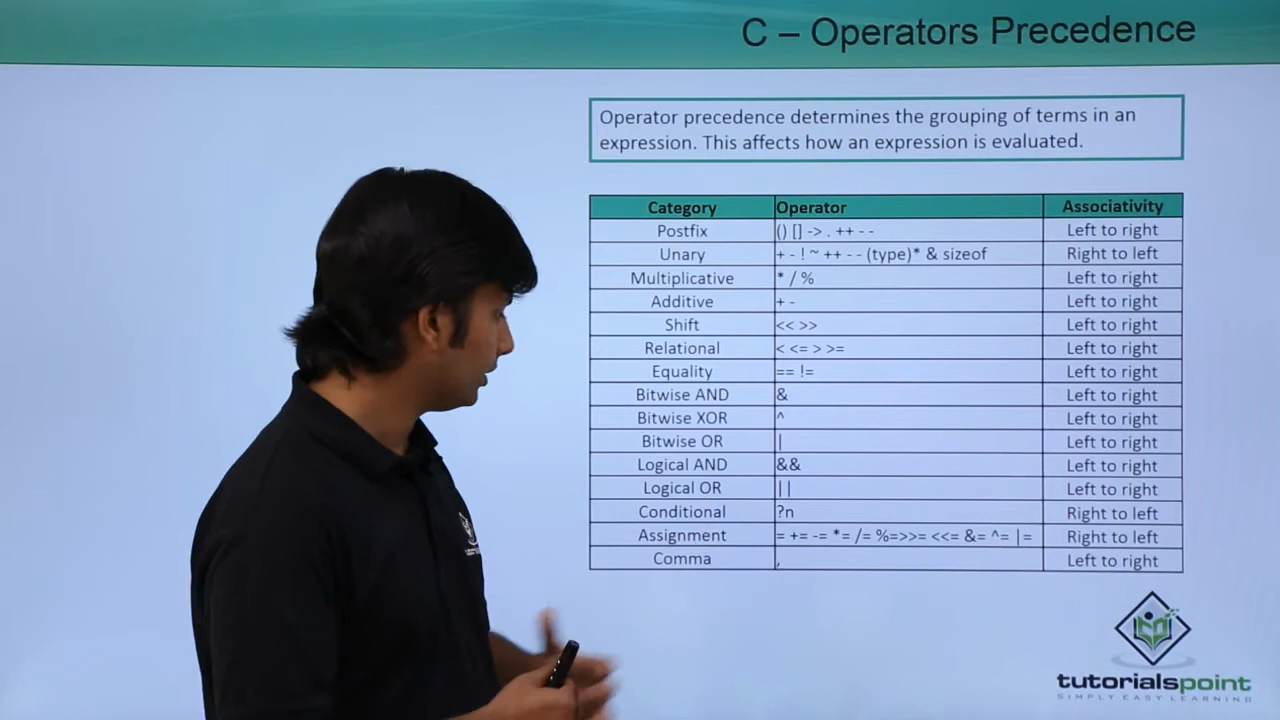 C – Operators Precedence
Operator precedence determines the grouping of terms in an
expression. This affects how an expression is evaluated.
Category Operator Associativity
Postfix () [] -> . ++ - - Left to right
Unary + - ! ~ ++ - - (type)* & sizeof Right to left
Multiplicative * / % Left to right
Additive + - Left to right
Shift << >> Left to right
Relational < <= > >= Left to right
Equality == != Left to right
Bitwise AND & Left to right
Bitwise XOR ^ Left to right
Bitwise OR | Left to right
Logical AND && Left to right
Logical OR || Left to right
Conditional ?n Right to left
Assignment = += -= *= /= %=>>= <<= &= ^= |= Right to left
Comma , Left to right
tutorialspoint
SIMPLY EASY LEARNING